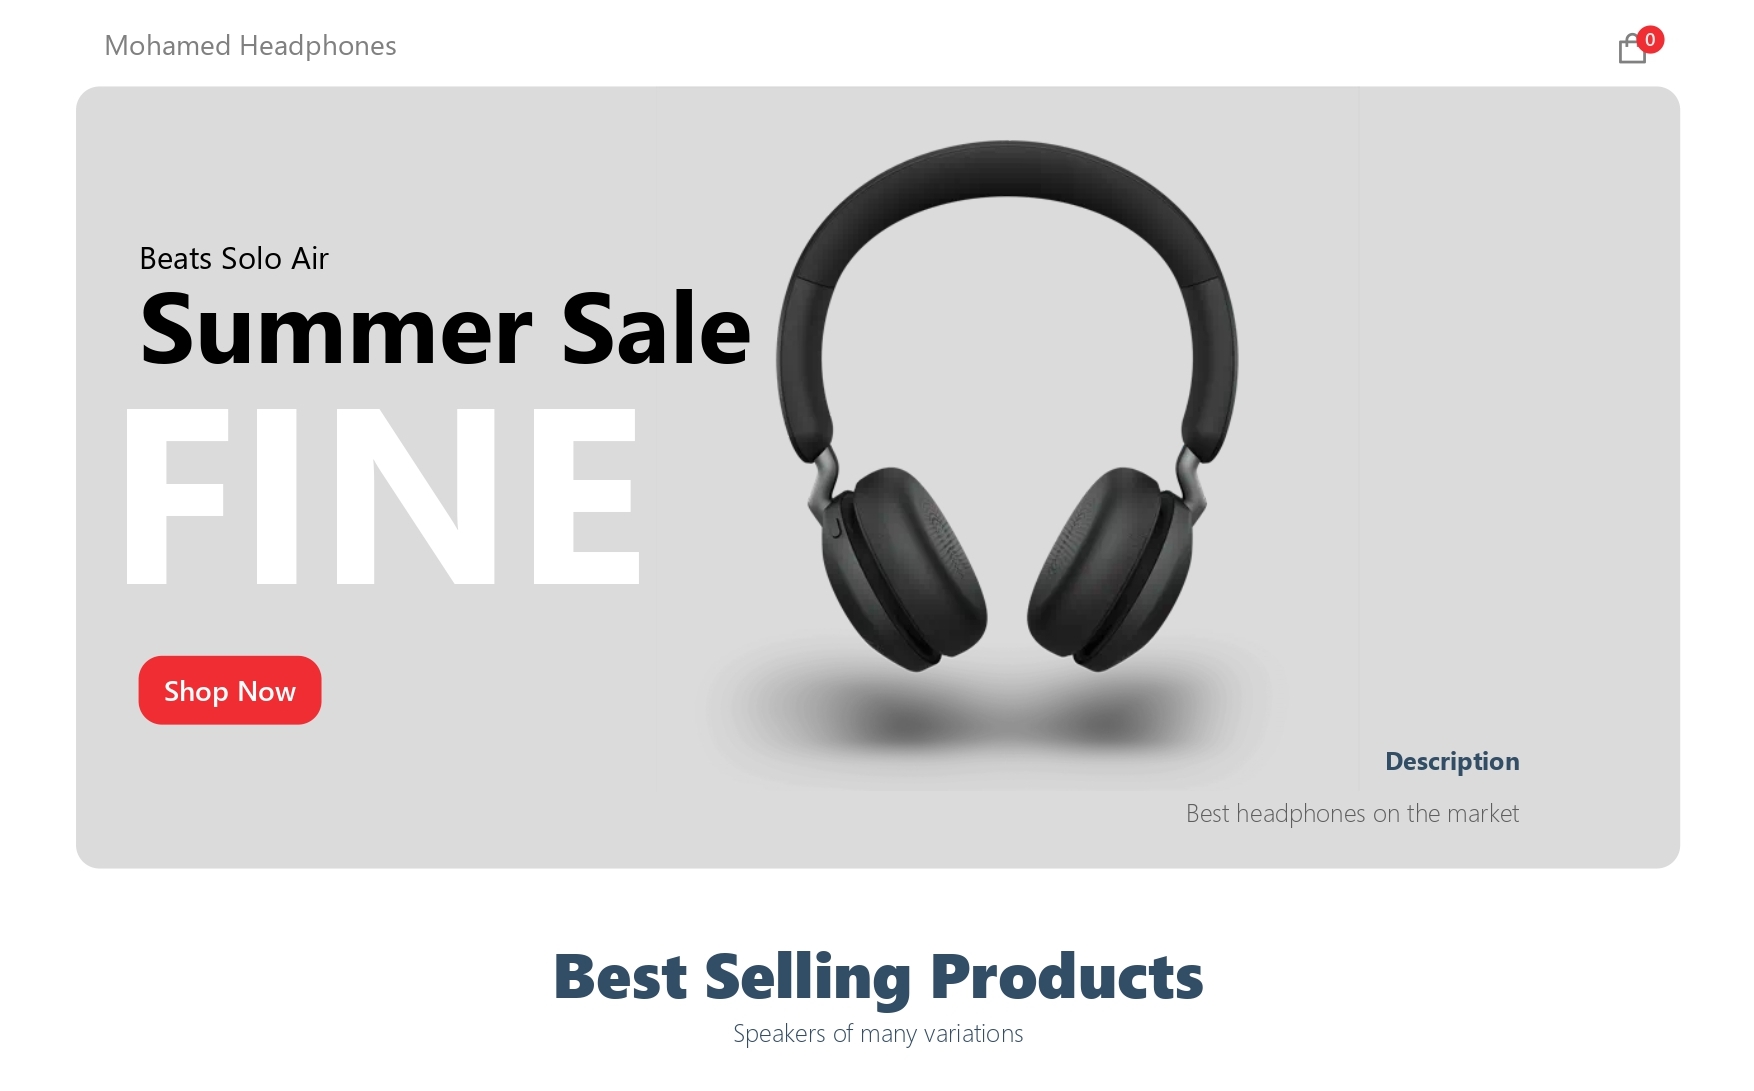 Mohamed Headphones
0
Beats Solo Air
Summer Sale
FINE
Shop Now
Description
Best headphones on the market
Best Selling Products
Speakers of many variations